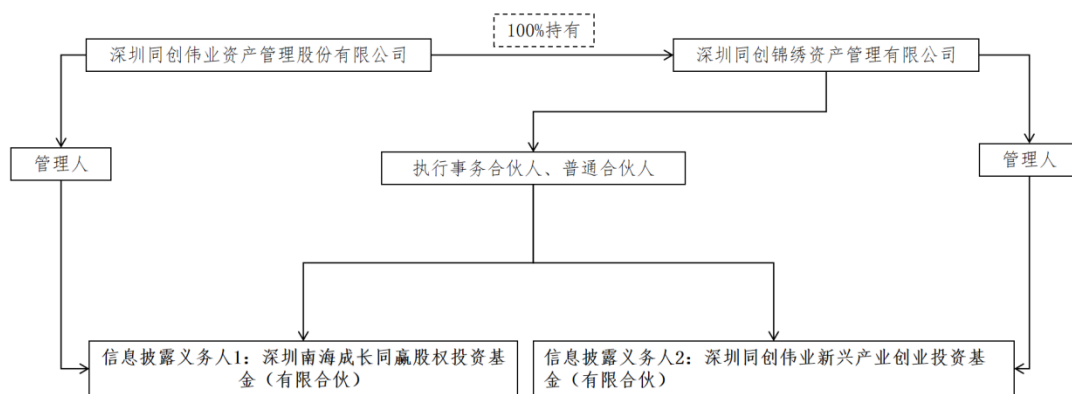 100%持有
深圳同创伟业资产管理股份有限公司
深圳同创锦绣资产管理有限公司
管理人
执行事务合伙人、普通合伙人
管理人
信息披露义务人1：深圳南海成长同赢股权投资基
金（有限合伙）
信息披露义务人2：深圳同创伟业新兴产业创业投资基
金（有限合伙）